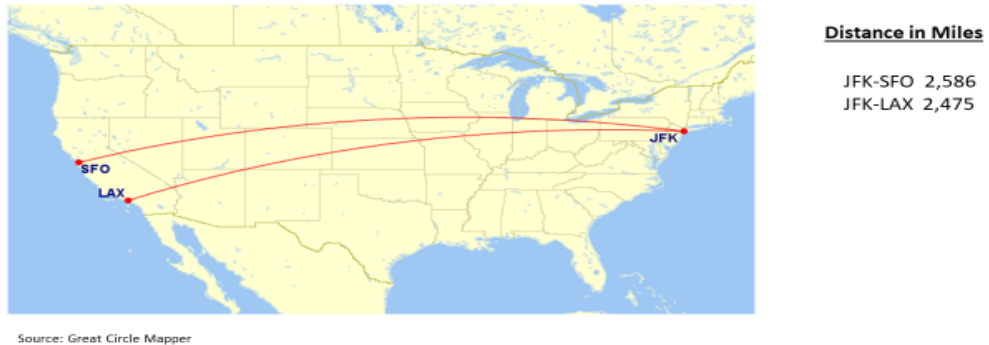 Distance in Miles
JFK-SFO 2,586
JFK-LAX 2,475
JFK
SFO
LAX
Source: Great Circle Mapper